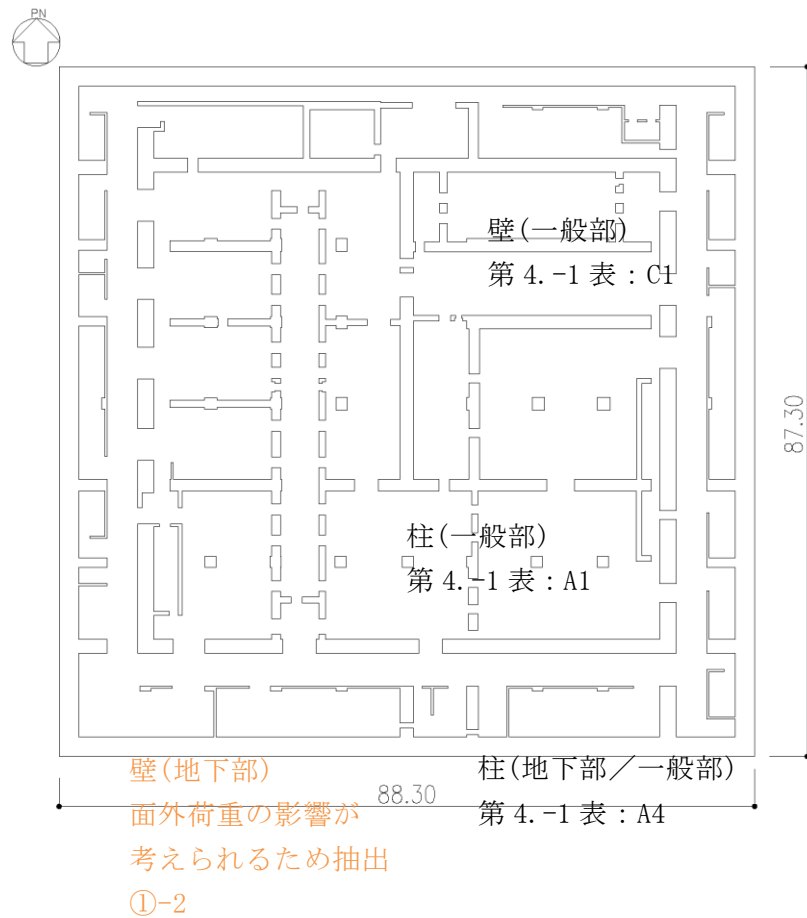 PN
壁(一般部)
第 4.-1 表：C1
87.30
柱(一般部)
第 4.-1 表：A1
88.30
壁(地下部)
面外荷重の影響が
考えられるため抽出
①-2
柱(地下部／一般部)
第 4.-1 表：A4